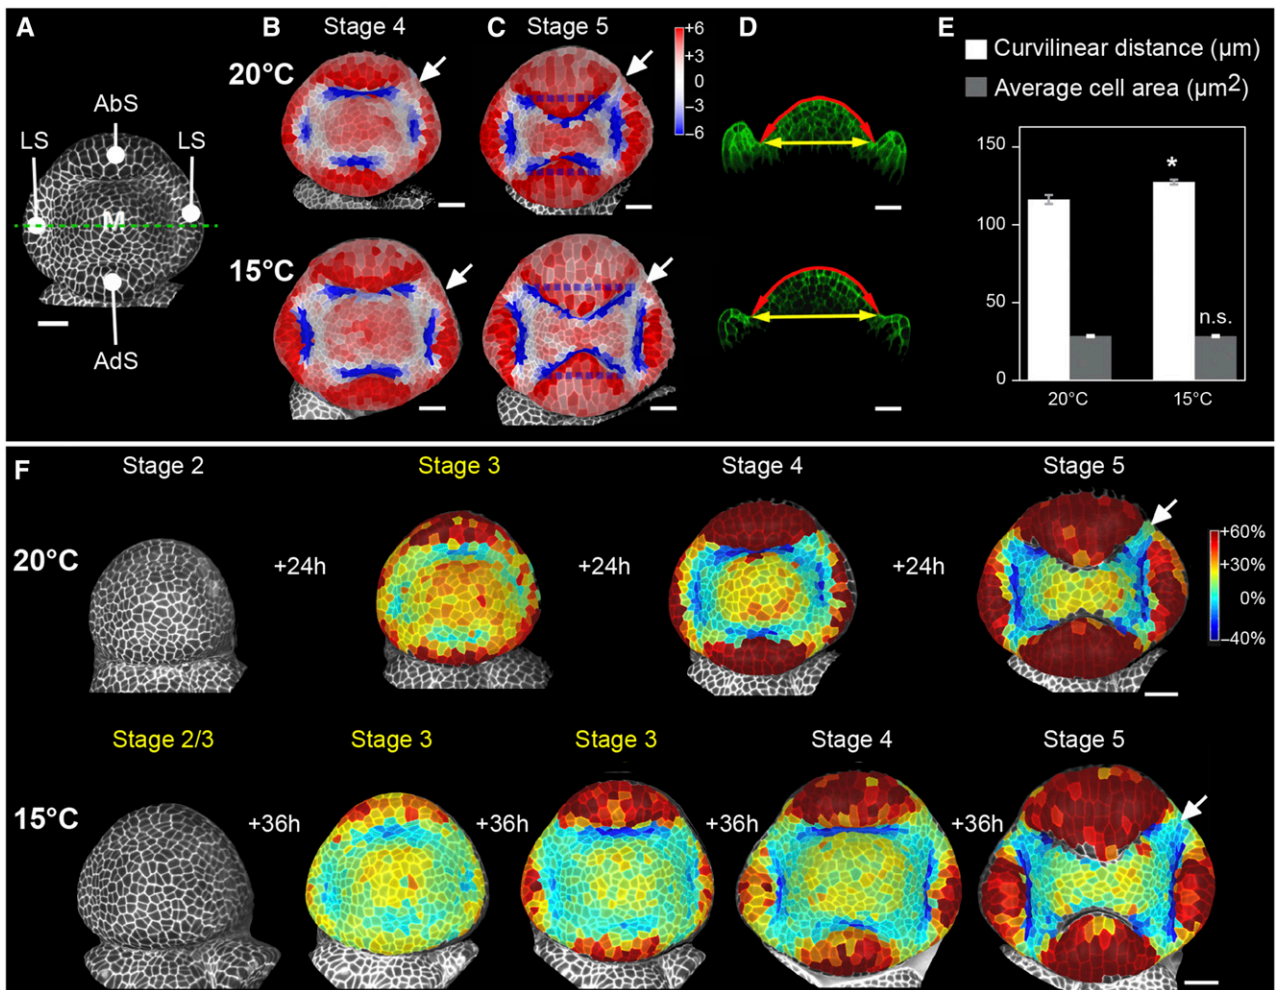 A
AbS
LS
LS
M
AdS
B
Stage 4
C
Stage 5
20°C
15°C
+6
+3
0
−3
−6
D
E
Curvilinear distance (µm)
Average cell area (µm2)
150
100
50
0
*
n.s.
20°C
15°C
F
Stage 2
Stage 3
Stage 4
Stage 5
20°C
+24h
+24h
+24h
+60%
+30%
0%
−40%
Stage 2/3
Stage 3
Stage 3
Stage 4
Stage 5
15°C
+36h
+36h
+36h
+36h